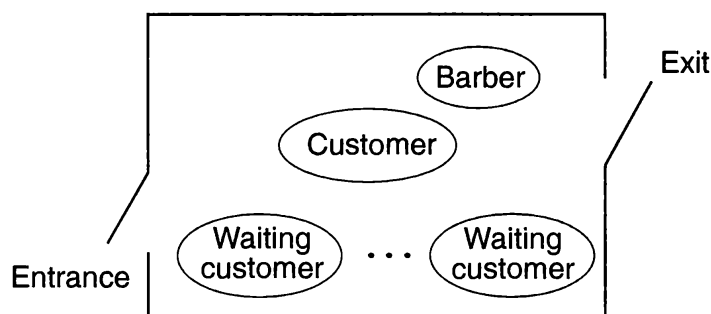 Exit
Barber
Customer
Waiting
customer
...
Waiting
customer
Entrance